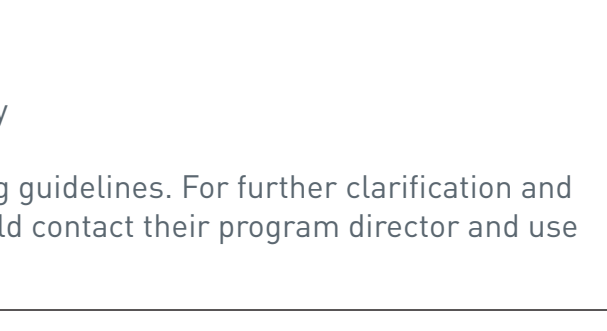 y
g guidelines. For further clarification and
ld contact their program director and use